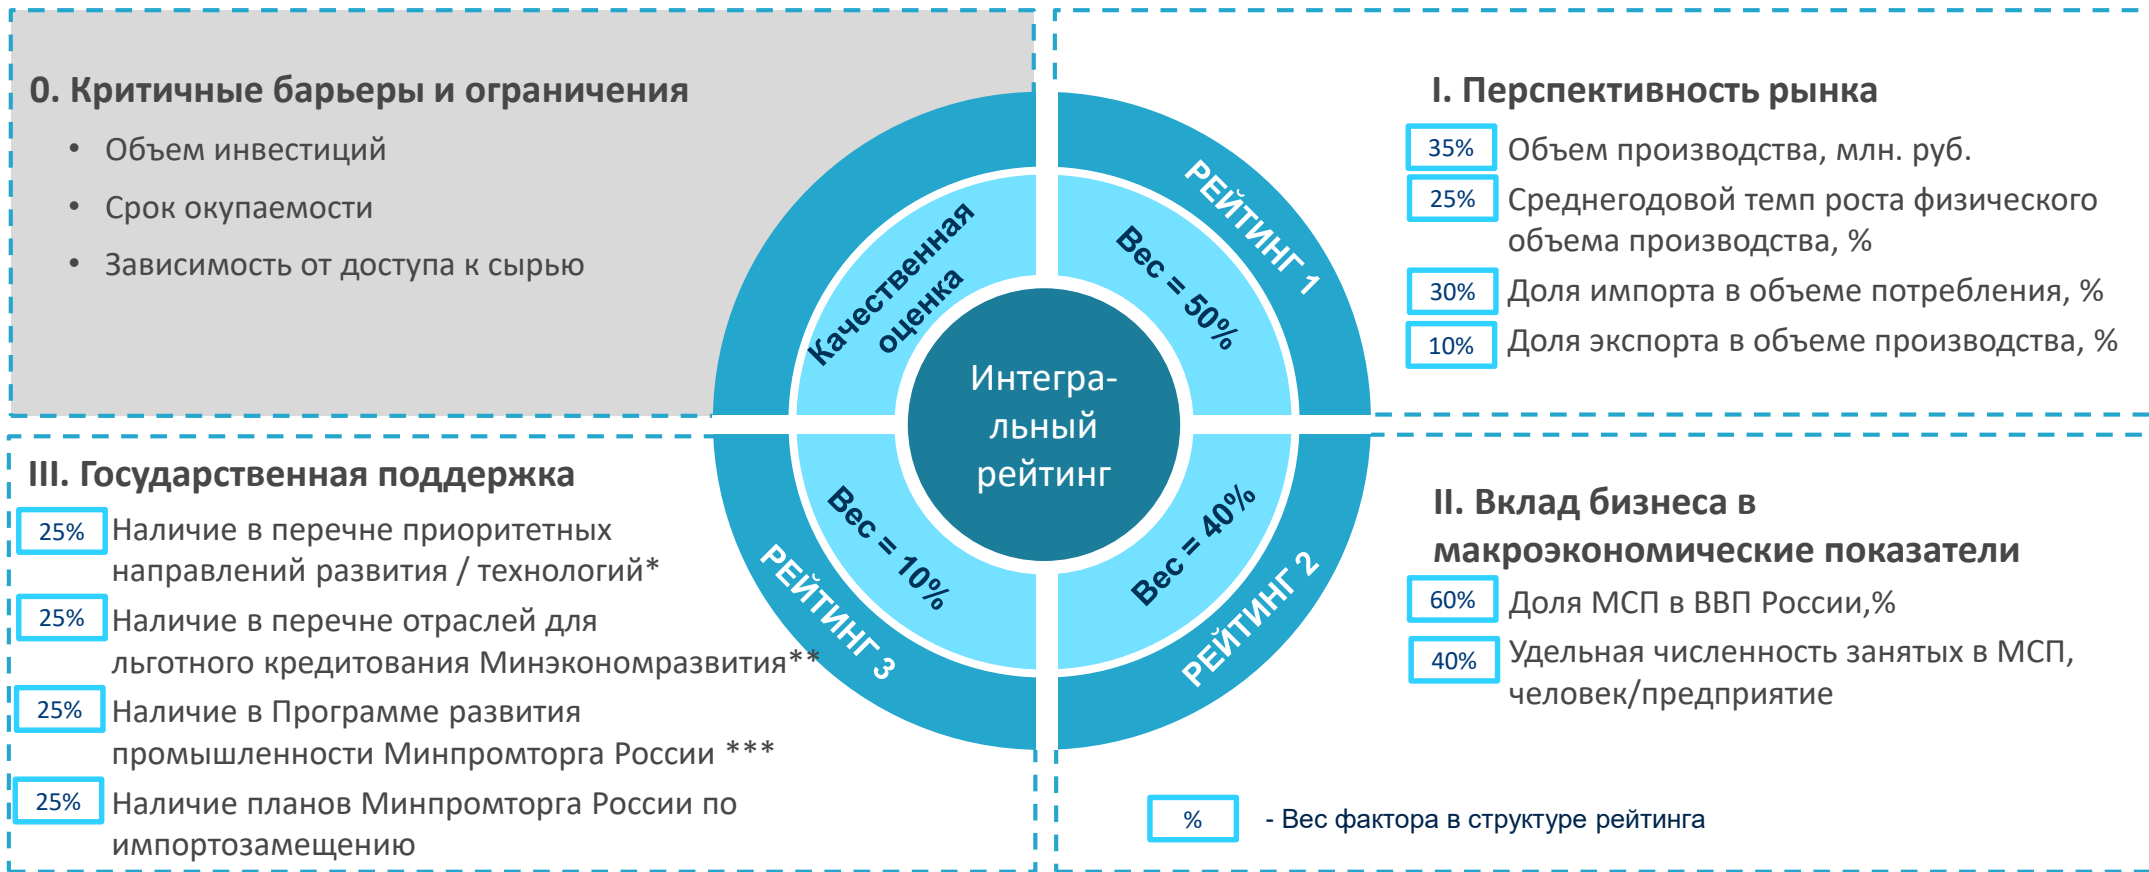 0. Критичные барьеры и ограничения
• Объем инвестиций
• Срок окупаемости
• Зависимость от доступа к сырью
I. Перспективность рынка
35% Объем производства, млн. руб.
25% Среднегодовой темп роста физического
объема производства, %
30% Доля импорта в объеме потребления, %
10% Доля экспорта в объеме производства, %
Качественная
оценка
РЕЙТИНГ 1
Вес = 50%
Интегра-
льный
рейтинг
Вес = 10%
РЕЙТИНГ 3
Вес = 40%
РЕЙТИНГ 2
III. Государственная поддержка
25% Наличие в перечне приоритетных
направлений развития / технологий*
25% Наличие в перечне отраслей для
льготного кредитования Минэкономразвития**
25% Наличие в Программе развития
промышленности Минпромторга России ***
25% Наличие планов Минпромторга России по
импортозамещению
II. Вклад бизнеса в
макроэкономические показатели
60% Доля МСП в ВВП России,%
40% Удельная численность занятых в МСП,
человек/предприятие
% - Вес фактора в структуре рейтинга